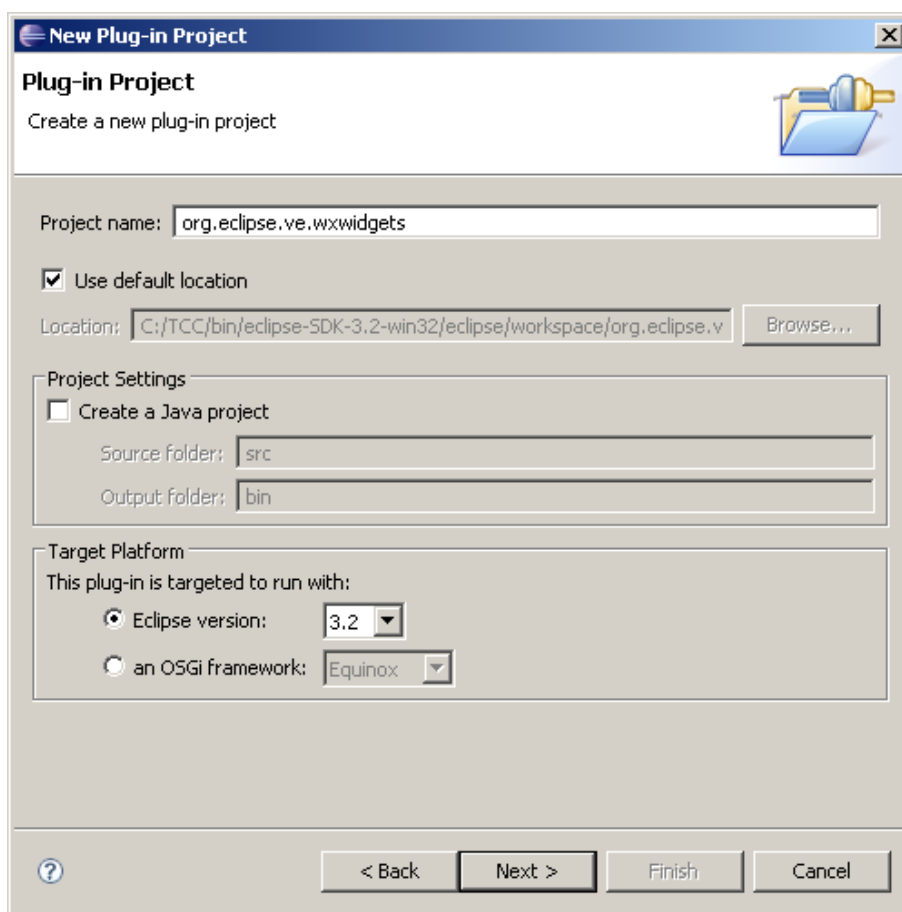 New Plug-in Project
Plug-in Project
Create a new plug-in project
Project name: org.eclipse.ve.wxwidgets
Use default location
Location: C:/TCC/bin/eclipse-SDK-3.2-win32/eclipse/workspace/org.eclipse.v Browse...
Project Settings
Create a Java project
Source folder: src
Output folder: bin
Target Platform
This plug-in is targeted to run with:
Eclipse version: 3.2
an OSGi framework: Equinox
? < Back Next > Finish Cancel